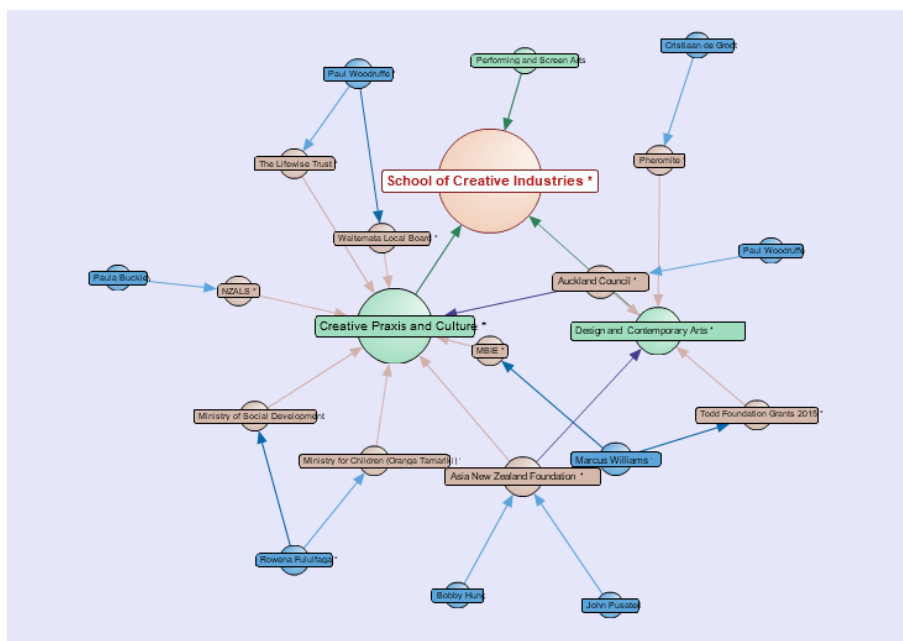 Cristiaan de Groot
Performing and Screen Arts
Paul Woodruffe *
The Lifewise Trust *
Pheromite *
School of Creative Industries *
Waitemata Local Board *
Paul Woodruffe
Paula Buckle
Auckland Council *
NZALS *
Creative Praxis and Culture *
Design and Contemporary Arts *
MBIE *
Ministry of Social Development
Todd Foundation Grants 2015 *
Ministry for Children (Oranga Tamariki) *
Marcus Williams
Asia New Zealand Foundation *
Rowena Fuluifaga *
Bobby Hung
John Pusateri